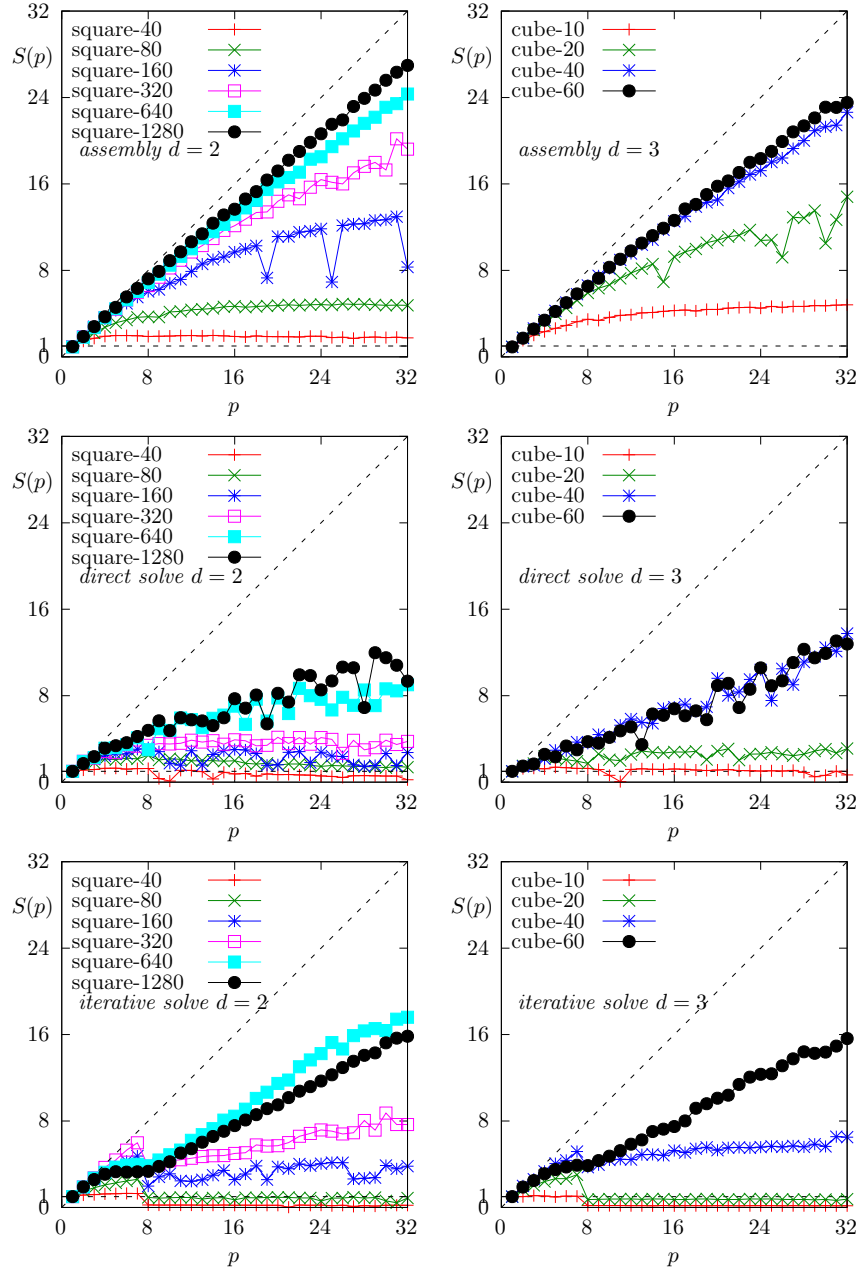 32
24
16
8
1
0
S(p)
square-40
square-80
square-160
square-320
square-640
square-1280
assembly d = 2
0 8 16 24 32
p
32
24
16
8
1
0
S(p)
cube-10
cube-20
cube-40
cube-60
assembly d = 3
0 8 16 24 32
p
32
24
16
8
1
0
S(p)
square-40
square-80
square-160
square-320
square-640
square-1280
direct solve d = 2
0 8 16 24 32
p
32
24
16
8
1
0
S(p)
cube-10
cube-20
cube-40
cube-60
direct solve d = 3
0 8 16 24 32
p
32
24
16
8
1
0
S(p)
square-40
square-80
square-160
square-320
square-640
square-1280
iterative solve d = 2
0 8 16 24 32
p
32
24
16
8
1
0
S(p)
cube-10
cube-20
cube-40
cube-60
iterative solve d = 3
0 8 16 24 32
p